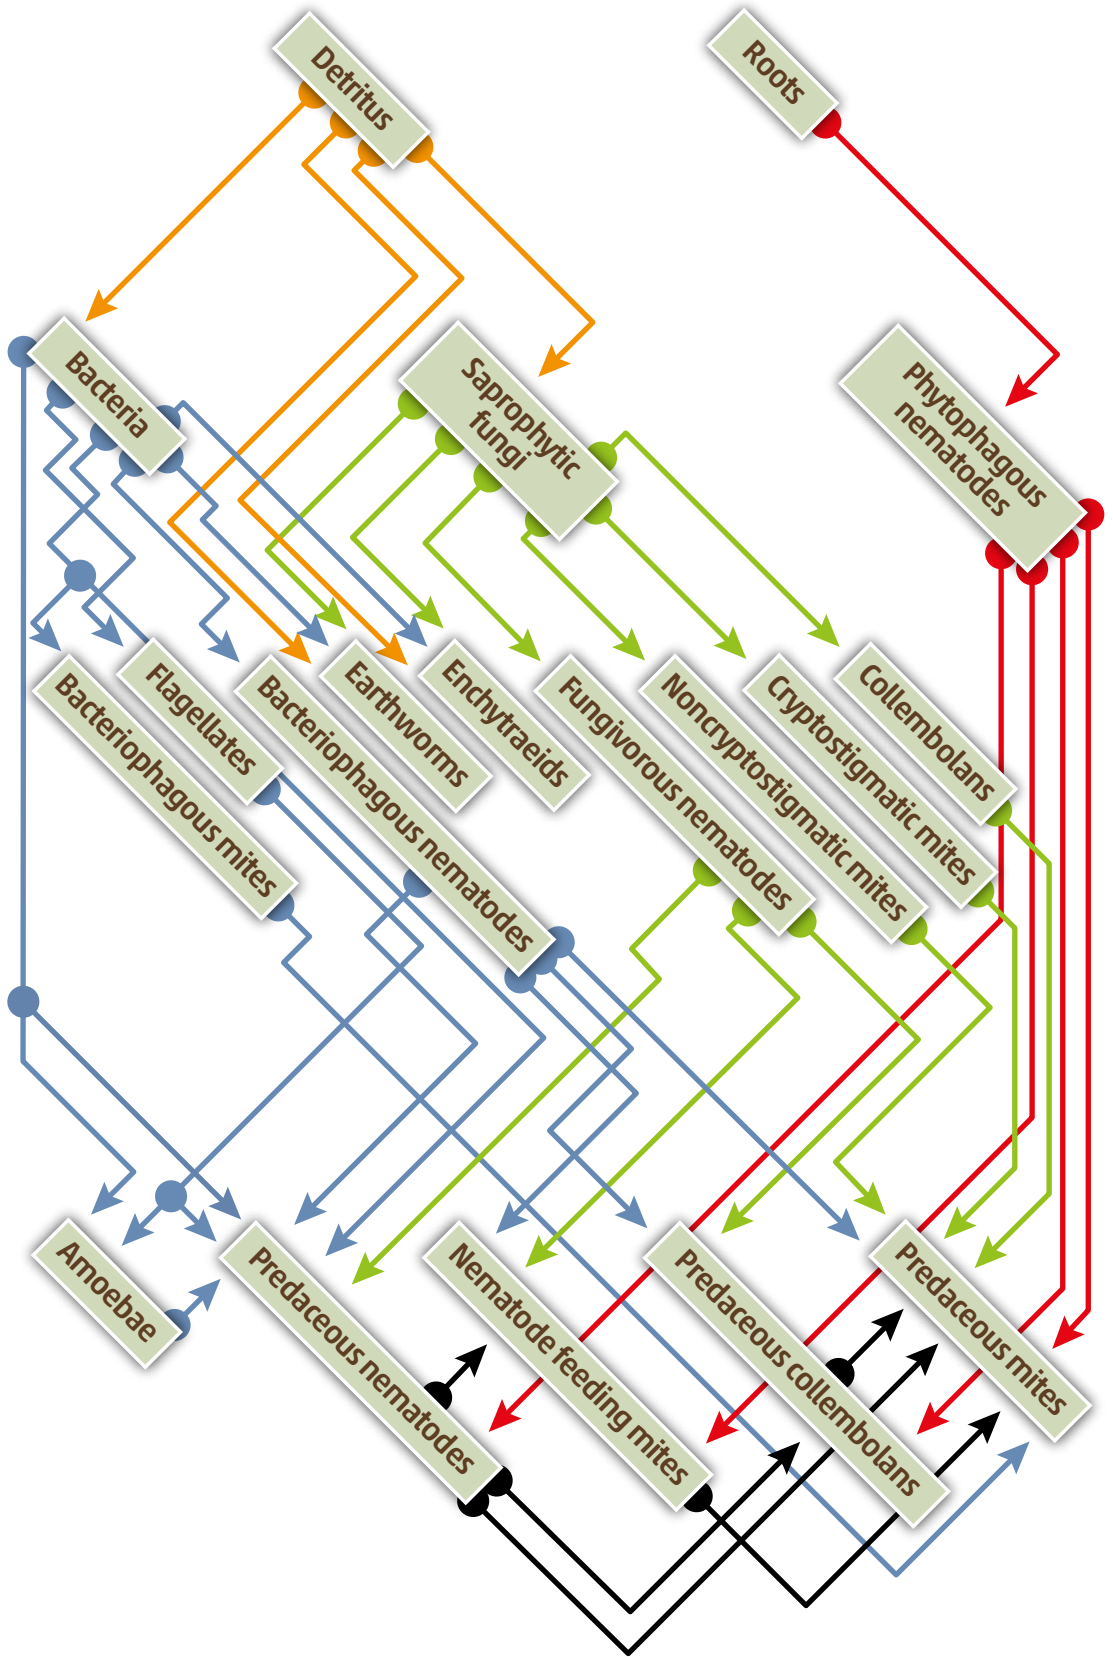 Detritus
Roots
Bacteria
Saprophytic
fungi
Phytophagous
nematodes
Bacteriophagous mites
Flagellates
Bacteriophagous nematodes
Earthworms
Enchytraeids
Fungivorous nematodes
Noncryptostigmatic mites
Cryptostigmatic mites
Collembolans
Amoebae
Predaceous nematodes
Nematode feeding mites
Predaceous collembolans
Predaceous mites